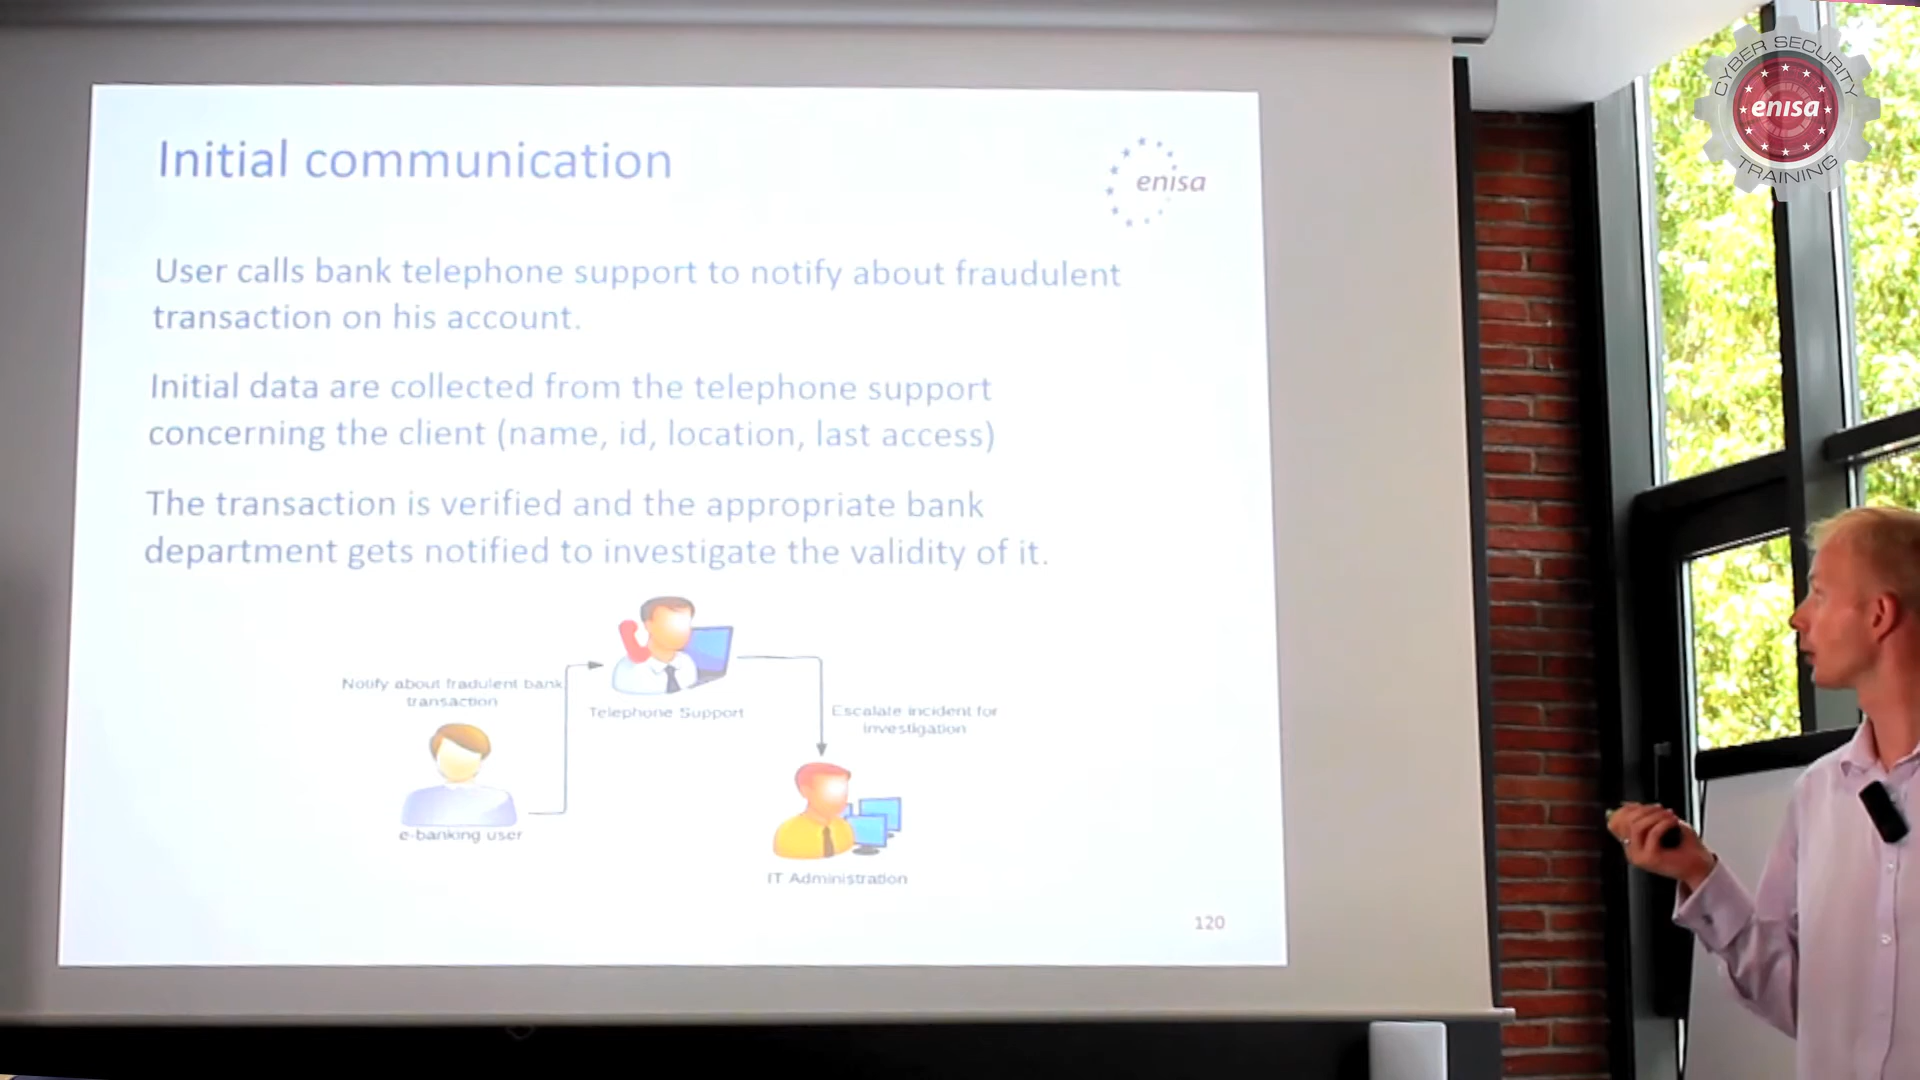 CYBER SECURITY
enisa
TRAINING
Initial communication
enisa
User calls bank telephone support to notify about fraudulent
transaction on his account.
Initial data are collected from the telephone support
concerning the client (name, id, location, last access)
The transaction is verified and the appropriate bank
department gets notified to investigate the validity of it.
Notify about fradulent bank
transaction
Telephone Support
Escalate incident for
investigation
e-banking user
IT Administration
120